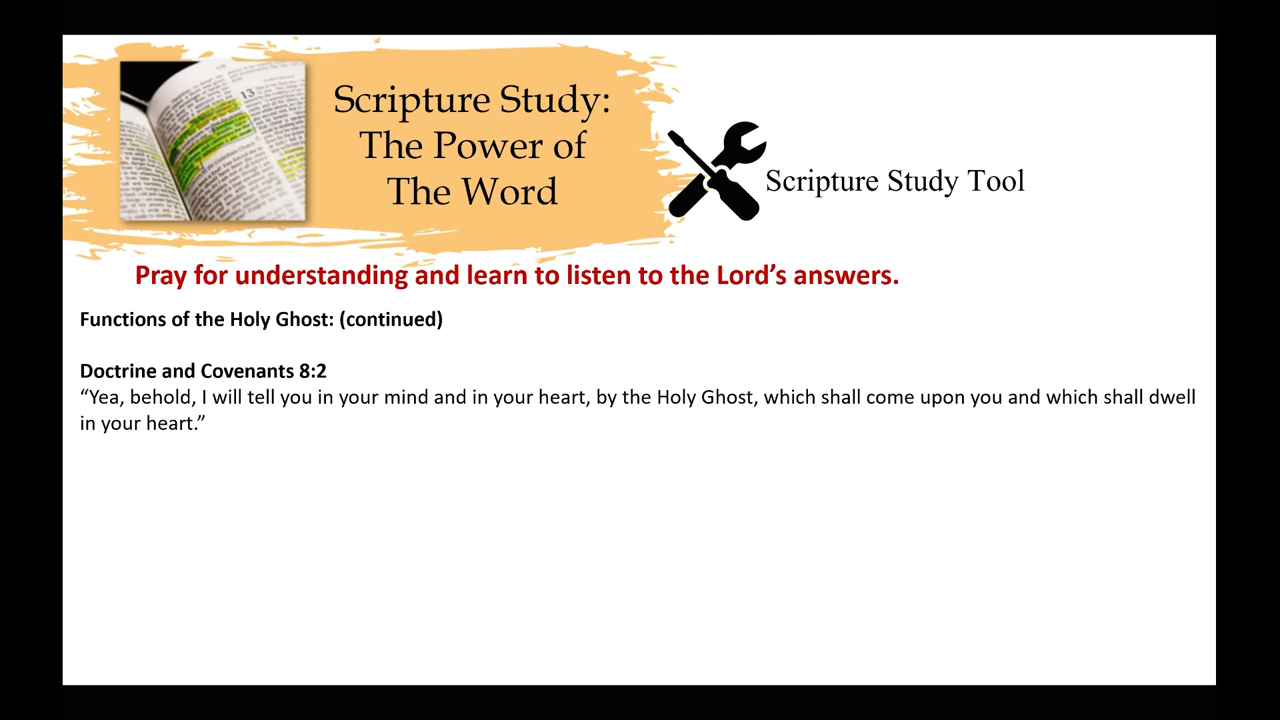 Scripture Study:
The Power of
The Word
Scripture Study Tool
Pray for understanding and learn to listen to the Lord’s answers.
Functions of the Holy Ghost: (continued)
Doctrine and Covenants 8:2
“Yea, behold, I will tell you in your mind and in your heart, by the Holy Ghost, which shall come upon you and which shall dwell
in your heart.”
13